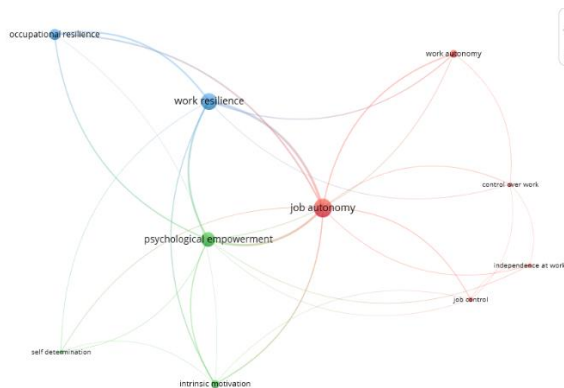 occupational resilience
work autonomy
work resilience
control over work
job autonomy
psychological empowerment
independence at work
job control
self determination
intrinsic motivation